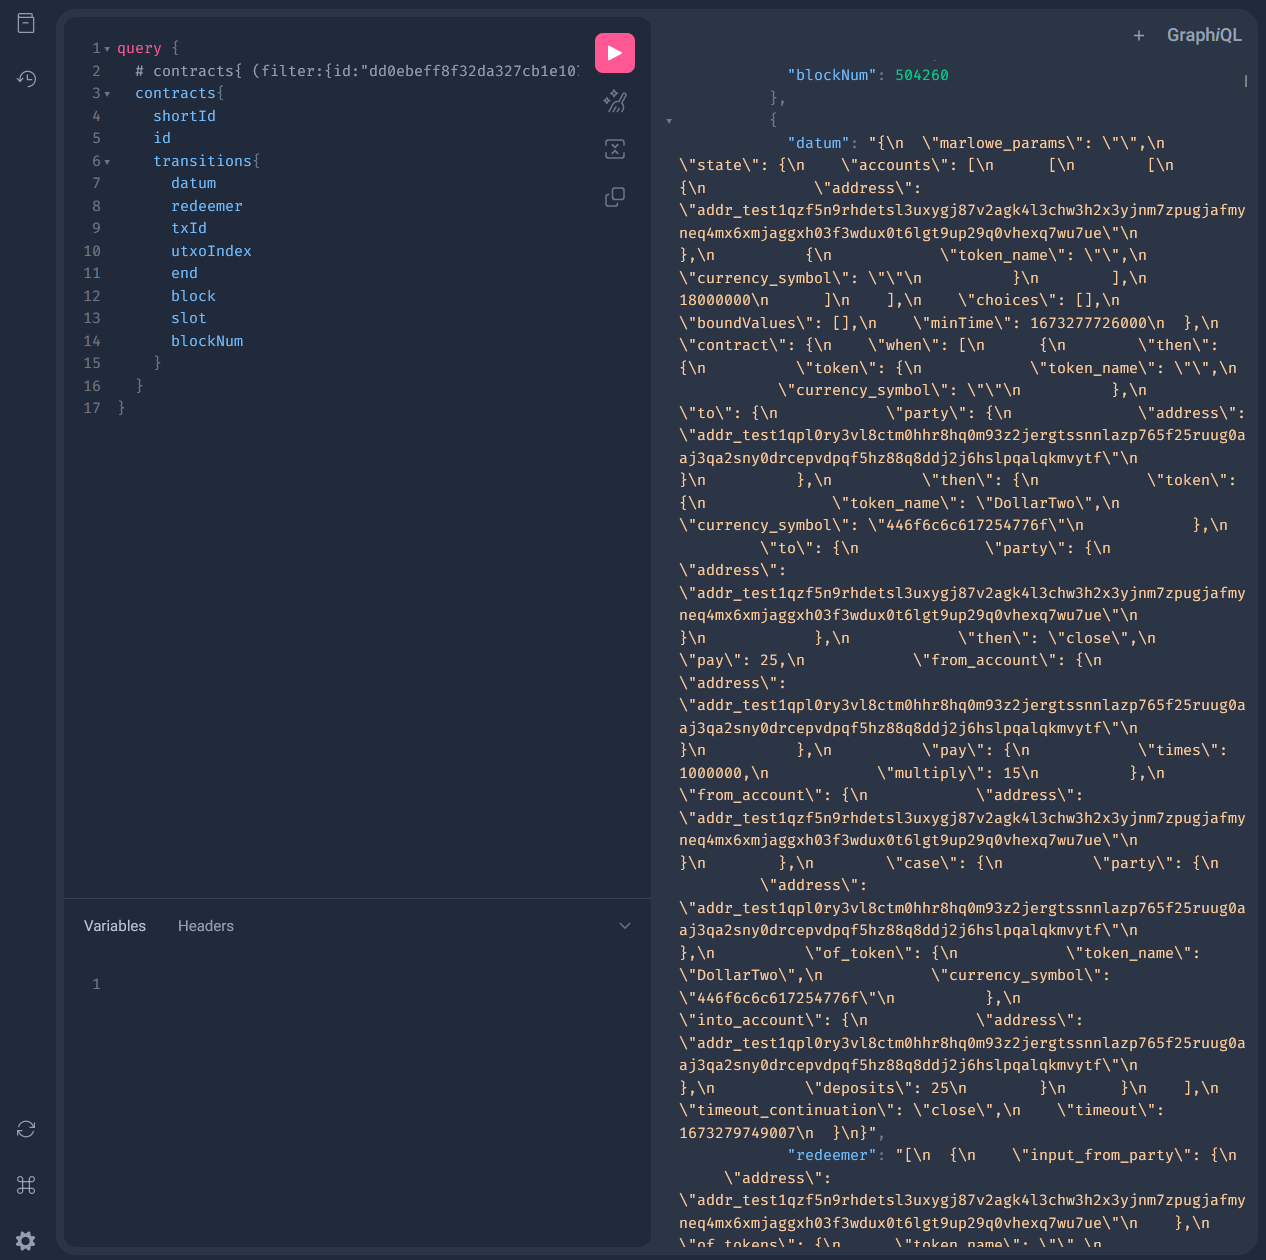 1 query {
2 # contracts{ (filter:{id:"dd0ebeff8f32da327cb1e10
3 contracts{
4 shortId
5 id
6 transitions{
7 datum
8 redeemer
9 txId
10 utxoIndex
11 end
12 block
13 slot
14 blockNum
15 }
16 }
17 }
Variables Headers
1
+ GraphiQL
"blockNum": 504260
},
{
"datum": "{\n  \"marlowe_params\": \"\",\n
\"state\": {\n    \"accounts\": [\n      [\n        [\n
{\n            \"address\":
\"addr_test1qzf5n9rhdetsl3uxygj87v2agk4l3chw3h2x3yjnm7zpugjafmy
neq4mx6xmjaggxh03f3wdux0t6lgt9up29q0vhexq7wu7ue\"\n
},\n          {\n            \"token_name\": \"\",\n
\"currency_symbol\": \"\"\n          }\n        ],\n
18000000\n      ]\n    ],\n    \"choices\": [],\n
\"boundValues\": [],\n    \"minTime\": 1673277726000\n  },\n
\"contract\": {\n    \"when\": [\n      {\n        \"then\":
{\n          \"token\": {\n            \"token_name\": \"\",\n
\"currency_symbol\": \"\"\n          },\n
\"to\": {\n            \"party\": {\n              \"address\":
\"addr_test1qpl0ry3vl8ctm0hhr8hq0m93z2jergtssnnlazp765f25ruug0a
aj3qa2sny0drcepvdpqf5hz88q8ddj2j6hslpqalqkmvytf\"\n
}\n          },\n          \"then\": {\n            \"token\":
{\n              \"token_name\": \"DollarTwo\",\n
\"currency_symbol\": \"446f6c6c617254776f\"\n            },\n
\"to\": {\n              \"party\": {\n
\"address\":
\"addr_test1qzf5n9rhdetsl3uxygj87v2agk4l3chw3h2x3yjnm7zpugjafmy
neq4mx6xmjaggxh03f3wdux0t6lgt9up29q0vhexq7wu7ue\"\n
}\n            },\n            \"then\": \"close\",\n
\"pay\": 25,\n            \"from_account\": {\n
\"address\":
\"addr_test1qpl0ry3vl8ctm0hhr8hq0m93z2jergtssnnlazp765f25ruug0a
aj3qa2sny0drcepvdpqf5hz88q8ddj2j6hslpqalqkmvytf\"\n
}\n          },\n          \"pay\": {\n            \"times\":
1000000,\n            \"multiply\": 15\n          },\n
\"from_account\": {\n            \"address\":
\"addr_test1qzf5n9rhdetsl3uxygj87v2agk4l3chw3h2x3yjnm7zpugjafmy
neq4mx6xmjaggxh03f3wdux0t6lgt9up29q0vhexq7wu7ue\"\n
}\n        },\n        \"case\": {\n          \"party\": {\n
\"address\":
\"addr_test1qpl0ry3vl8ctm0hhr8hq0m93z2jergtssnnlazp765f25ruug0a
aj3qa2sny0drcepvdpqf5hz88q8ddj2j6hslpqalqkmvytf\"\n
},\n          \"of_token\": {\n            \"token_name\":
\"DollarTwo\",\n            \"currency_symbol\":
\"446f6c6c617254776f\"\n          },\n
\"into_account\": {\n            \"address\":
\"addr_test1qpl0ry3vl8ctm0hhr8hq0m93z2jergtssnnlazp765f25ruug0a
aj3qa2sny0drcepvdpqf5hz88q8ddj2j6hslpqalqkmvytf\"\n
},\n          \"deposits\": 25\n        }\n      }\n    ],\n
\"timeout_continuation\": \"close\",\n    \"timeout\":
1673279749007\n  }\n}",
"redeemer": "[\n  {\n    \"input_from_party\": {\n
\"address\":
\"addr_test1qzf5n9rhdetsl3uxygj87v2agk4l3chw3h2x3yjnm7zpugjafmy
neq4mx6xmjaggxh03f3wdux0t6lgt9up29q0vhexq7wu7ue\"\n    },\n
\"of_tokens\": {\n      \"token_name\": \"\",\n